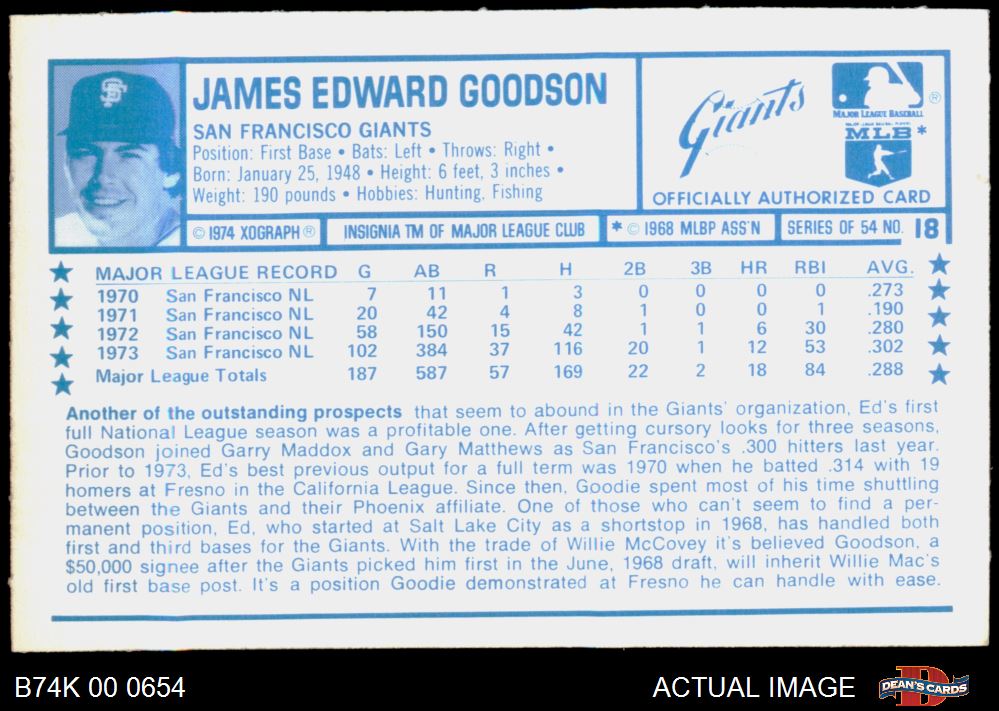 SF
JAMES EDWARD GOODSON
SAN FRANCISCO GIANTS
Position: First Base • Bats: Left • Throws: Right •
Born: January 25, 1948 • Height: 6 feet, 3 inches •
Weight: 190 pounds • Hobbies: Hunting, Fishing
Giants
®
MAJOR LEAGUE BASEBALL
MLB*
OFFICIALLY AUTHORIZED CARD
© 1974 XOGRAPH® INSIGNIA TM OF MAJOR LEAGUE CLUB * © 1968 MLBP ASS'N SERIES OF 54 NO. 18
MAJOR LEAGUE RECORD G AB R H 2B 3B HR RBI AVG.
1970 San Francisco NL 7 11 1 3 0 0 0 0 .273
1971 San Francisco NL 20 42 4 8 1 0 0 1 .190
1972 San Francisco NL 58 150 15 42 1 1 6 30 .280
1973 San Francisco NL 102 384 37 116 20 1 12 53 .302
Major League Totals 187 587 57 169 22 2 18 84 .288
Another of the outstanding prospects that seem to abound in the Giants' organization, Ed's first
full National League season was a profitable one. After getting cursory looks for three seasons,
Goodson joined Garry Maddox and Gary Matthews as San Francisco's .300 hitters last year.
Prior to 1973, Ed's best previous output for a full term was 1970 when he batted .314 with 19
homers at Fresno in the California League. Since then, Goodie spent most of his time shuttling
between the Giants and their Phoenix affiliate. One of those who can't seem to find a per-
manent position, Ed, who started at Salt Lake City as a shortstop in 1968, has handled both
first and third bases for the Giants. With the trade of Willie McCovey it's believed Goodson, a
$50,000 signee after the Giants picked him first in the June, 1968 draft, will inherit Willie Mac's
old first base post. It's a position Goodie demonstrated at Fresno he can handle with ease.
B74K 00 0654
ACTUAL IMAGE
D
DEAN'S CARDS